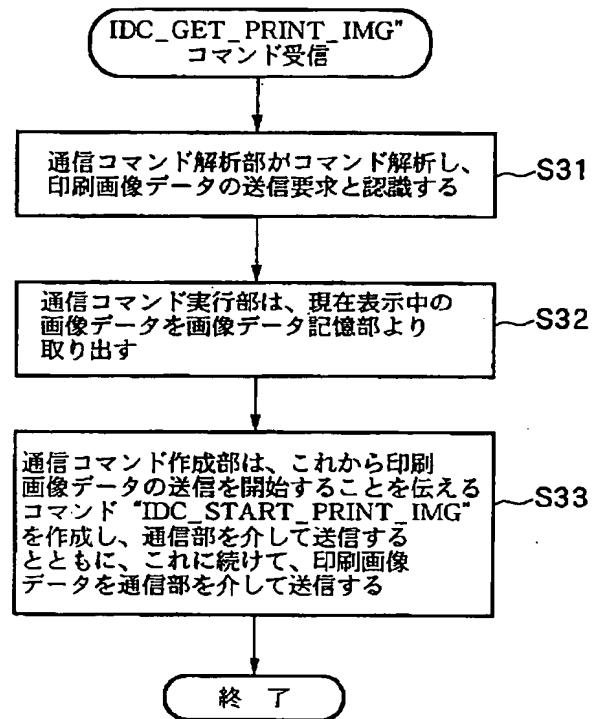 IDC_GET_PRINT_IMG"
コマンド受信
通信コマンド解析部がコマンド解析し、
印刷画像データの送信要求と認識する
S31
通信コマンド実行部は、現在表示中の
画像データを画像データ記憶部より
取り出す
S32
通信コマンド作成部は、これから印刷
画像データの送信を開始することを伝える
コマンド“IDC_START_PRINT_IMG"
を作成し、通信部を介して送信する
とともに、これに続けて、印刷画像
データを通信部を介して送信する
S33
終 了